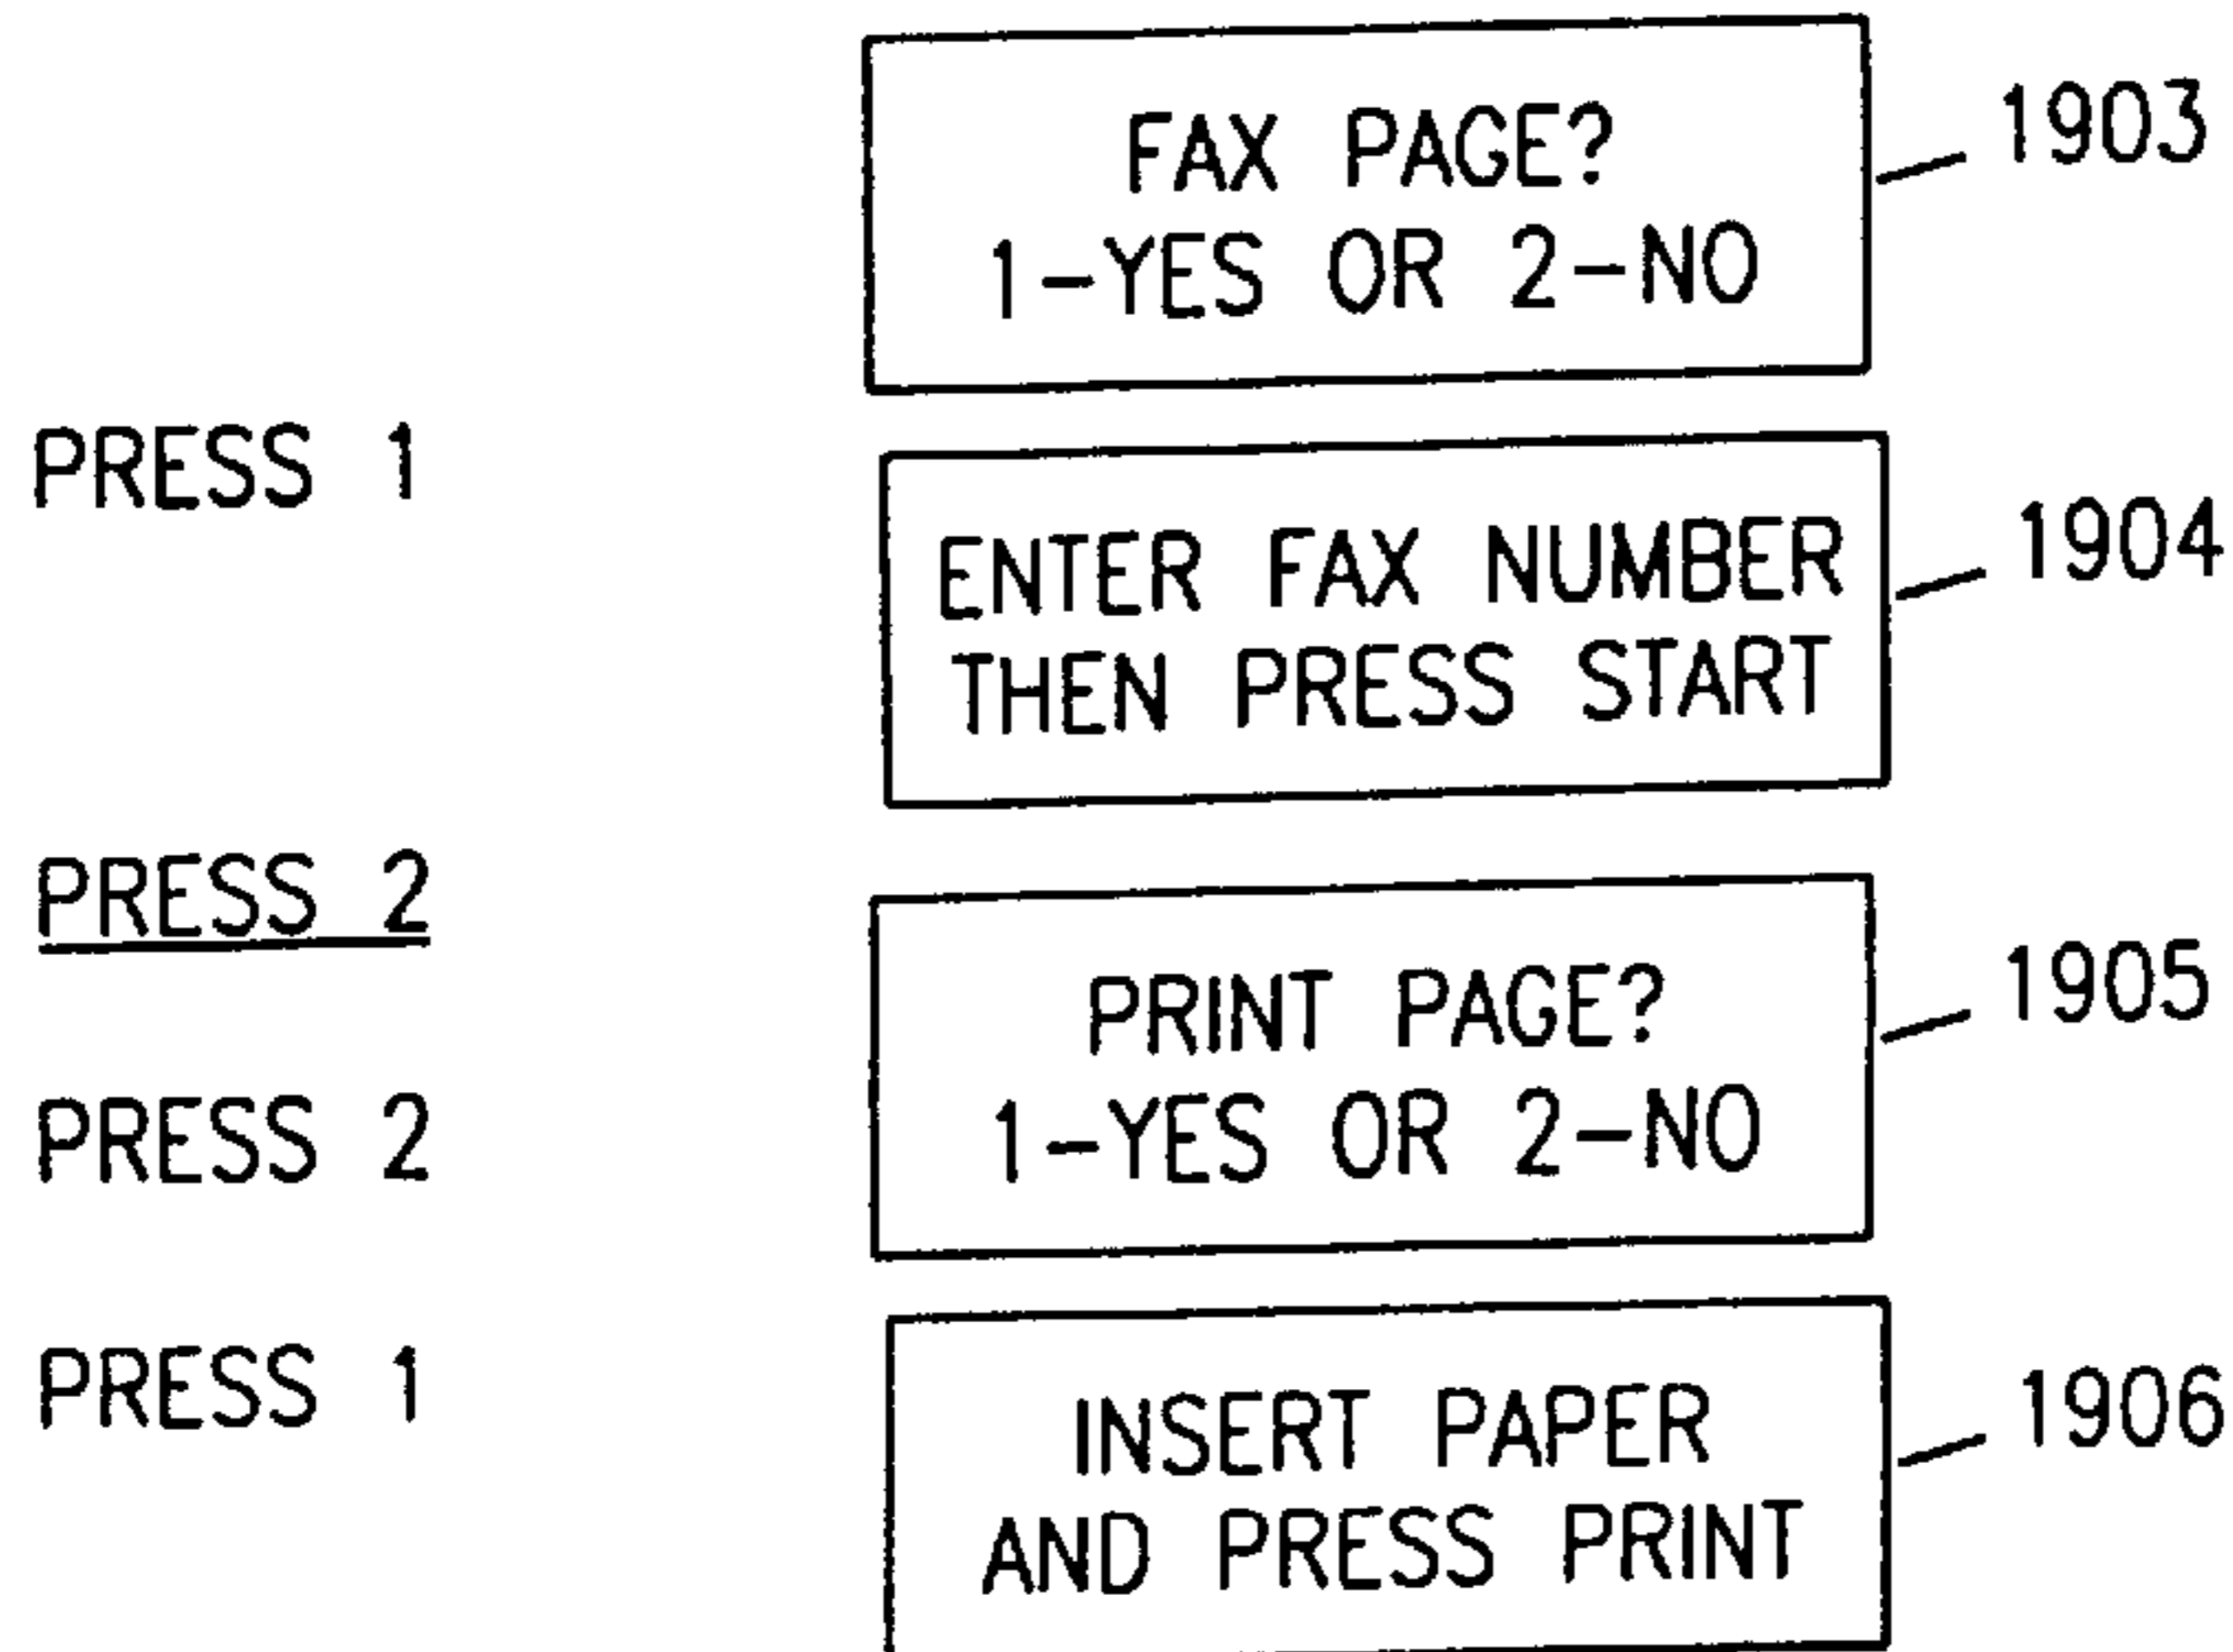 FAX PAGE?
1-YES OR 2-NO
1903
PRESS 1
ENTER FAX NUMBER
THEN PRESS START
1904
PRESS 2
PRINT PAGE?
1-YES OR 2-NO
1905
PRESS 2
PRESS 1
INSERT PAPER
AND PRESS PRINT
1906